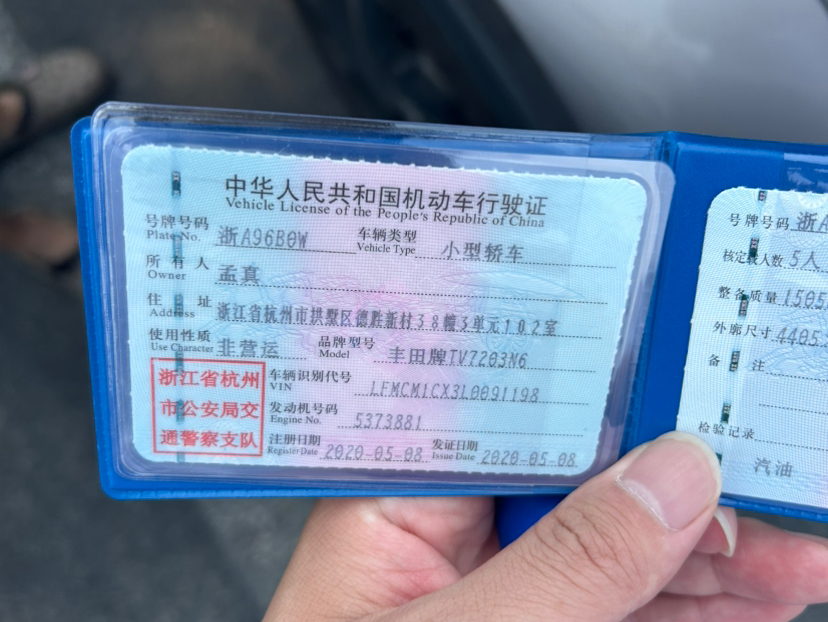 中华人民共和国机动车行驶证
Vehicle License of the People's Republic of China
号牌号码 浙A96B0W 车辆类型 小型轿车
Plate No. Vehicle Type
所有人 孟真
Owner
住址 浙江省杭州市拱墅区德胜新村38幢3单元102室
Address
使用性质 非营运 品牌型号 丰田牌TV7203N6
Use Character Model
浙江省杭州
市公安局交
通警察支队
车辆识别代号 LFMCM1CX3L0091198
VIN
发动机号码 5373881
Engine No.
注册日期 2020-05-08 发证日期 2020-05-08
Register Date Issue Date
号牌号码 浙A
核定载人数 5人
整备质量 1505
外廓尺寸 4405
备注
检验记录
汽油